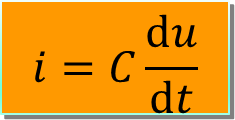 i = C du/dt